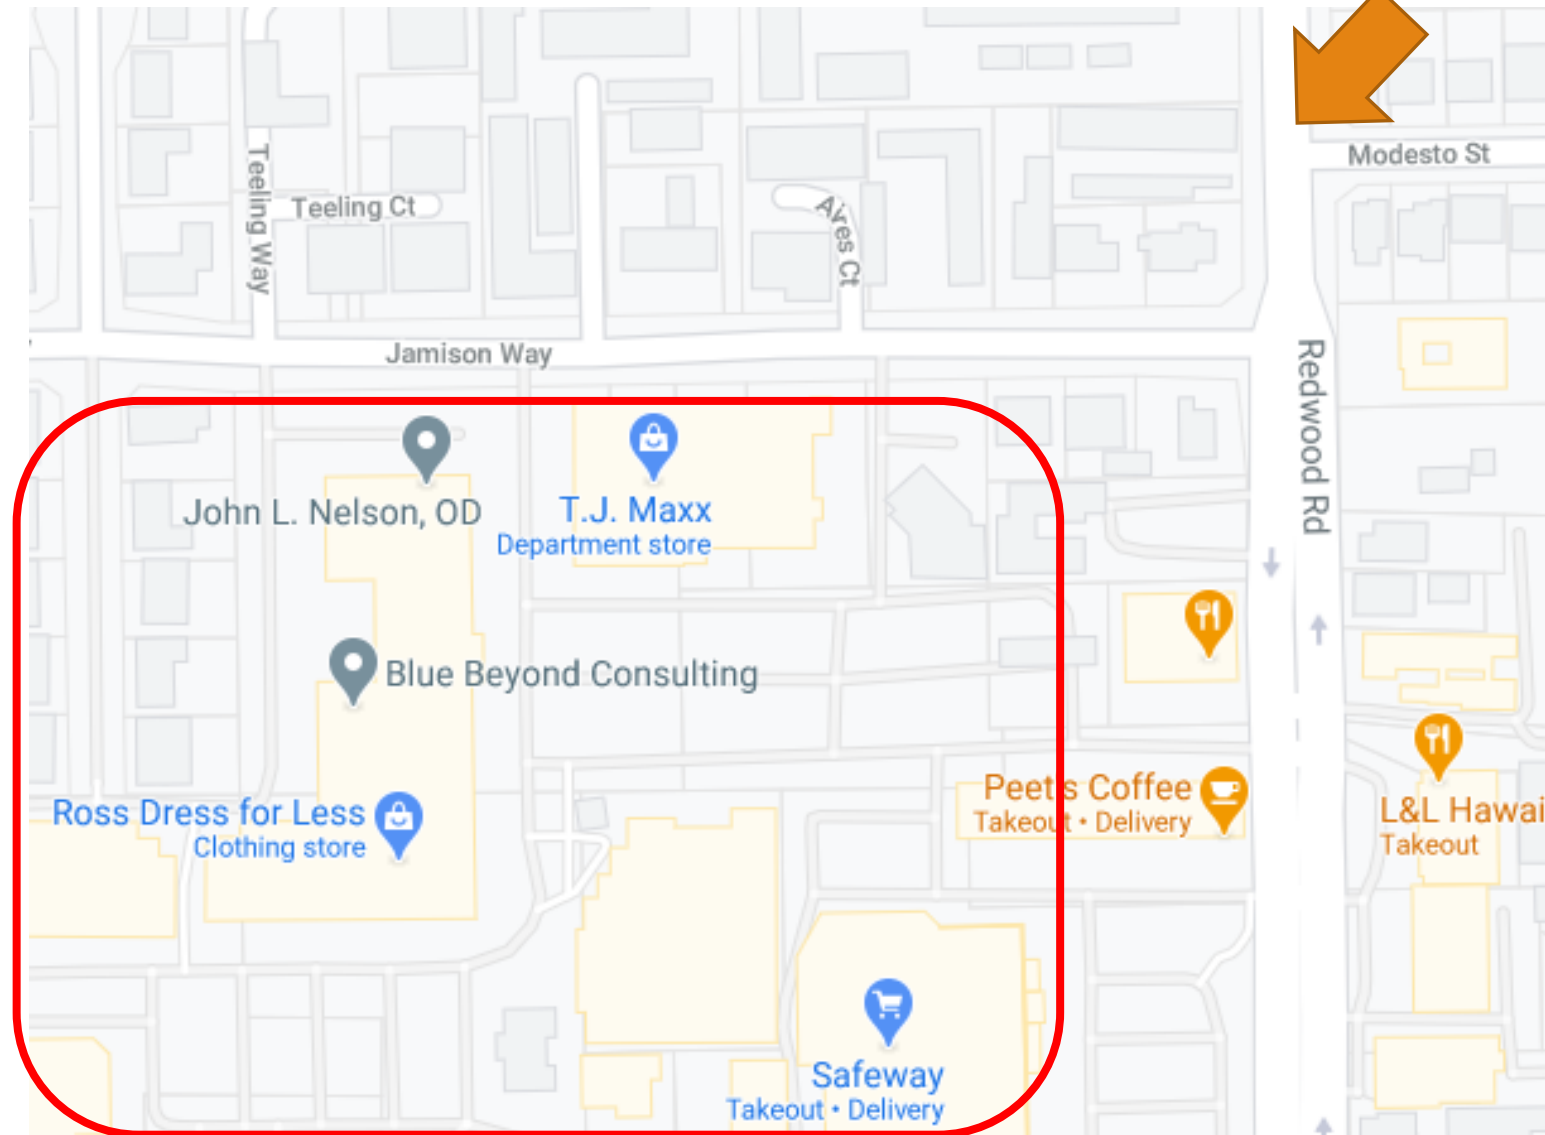 Modesto St
Teeling Way
Teeling Ct
Aires Ct
Jamison Way
Redwood Rd
John L. Nelson, OD
T.J. Maxx
Department store
Blue Beyond Consulting
Ross Dress for Less
Clothing store
Peet's Coffee
Takeout • Delivery
L&L Hawai
Takeout
Safeway
Takeout • Delivery